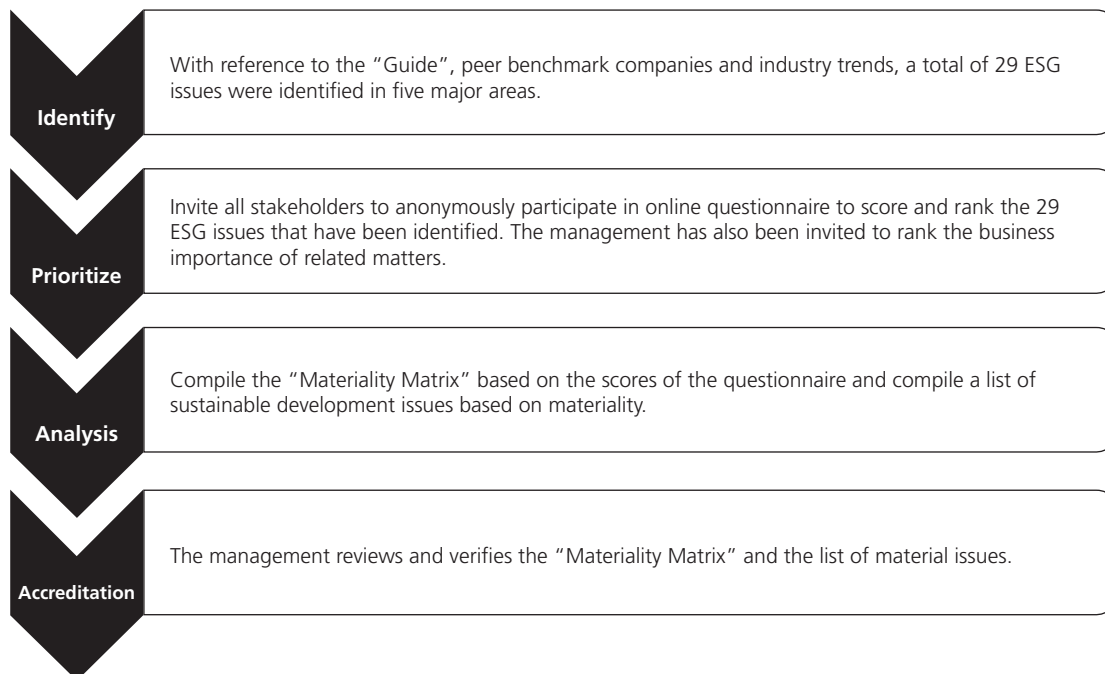 Identify
With reference to the “Guide”, peer benchmark companies and industry trends, a total of 29 ESG
issues were identified in five major areas.
Prioritize
Invite all stakeholders to anonymously participate in online questionnaire to score and rank the 29
ESG issues that have been identified. The management has also been invited to rank the business
importance of related matters.
Analysis
Compile the “Materiality Matrix” based on the scores of the questionnaire and compile a list of
sustainable development issues based on materiality.
Accreditation
The management reviews and verifies the “Materiality Matrix” and the list of material issues.